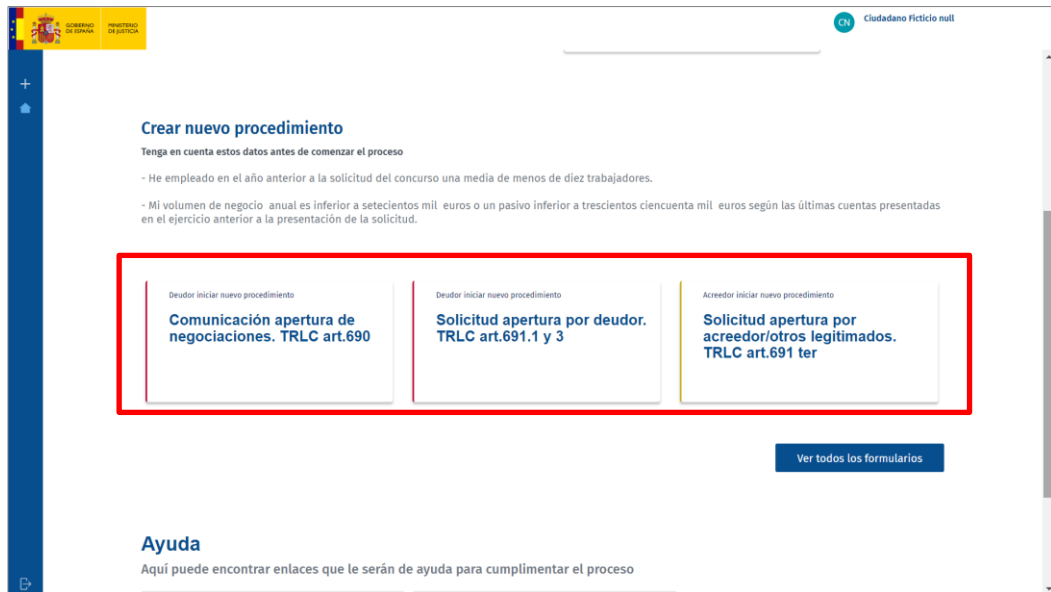 GOBIERNO
DE ESPAÑA
MINISTERIO
DE JUSTICIA
CN
Ciudadano Ficticio null
Crear nuevo procedimiento
Tenga en cuenta estos datos antes de comenzar el proceso
- He empleado en el año anterior a la solicitud del concurso una media de menos de diez trabajadores.
- Mi volumen de negocio anual es inferior a setecientos mil euros o un pasivo inferior a trescientos ciencuenta mil euros según las últimas cuentas presentadas
en el ejercicio anterior a la presentación de la solicitud.
Deudor iniciar nuevo procedimiento
Comunicación apertura de
negociaciones. TRLC art.690
Deudor iniciar nuevo procedimiento
Solicitud apertura por deudor.
TRLC art.691.1 y 3
Acreedor iniciar nuevo procedimiento
Solicitud apertura por
acreedor/otros legitimados.
TRLC art.691 ter
Ver todos los formularios
Ayuda
Aquí puede encontrar enlaces que le serán de ayuda para cumplimentar el proceso